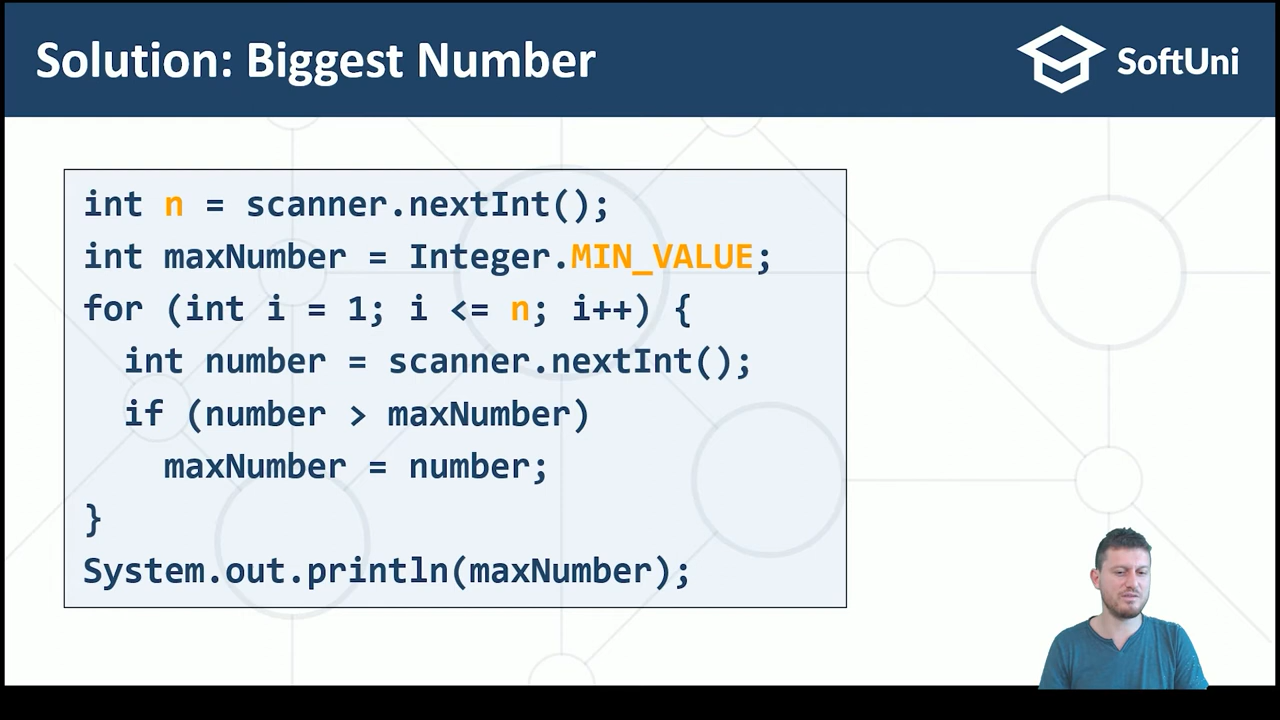 Solution: Biggest Number
SoftUni
int n = scanner.nextInt();
int maxNumber = Integer.MIN_VALUE;
for (int i = 1; i <= n; i++) {
  int number = scanner.nextInt();
  if (number > maxNumber)
    maxNumber = number;
}
System.out.println(maxNumber);